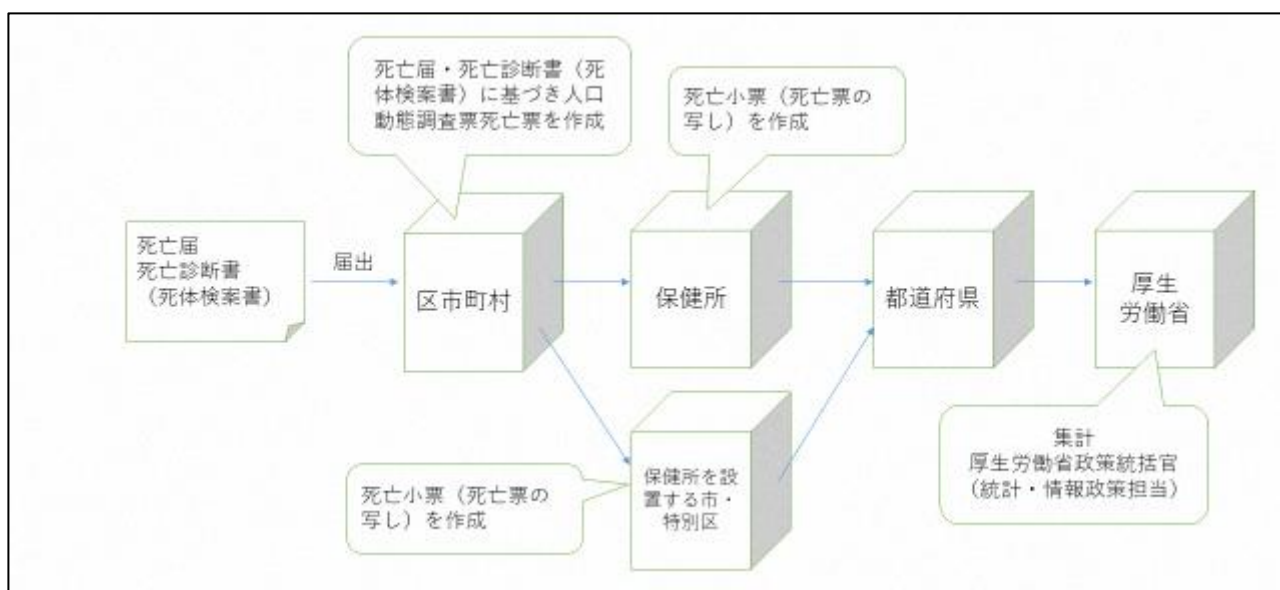 死亡届・死亡診断書（死
体検案書）に基づき人口
動態調査票死亡票を作成
死亡小票（死亡票の
写し）を作成
死亡届
死亡診断書
（死体検案書）
届出
区市町村
保健所
都道府県
厚生
労働省
保健所を設
置する市・
特別区
死亡小票（死亡票の
写し）を作成
集計
厚生労働省政策統括官
（統計・情報政策担当）